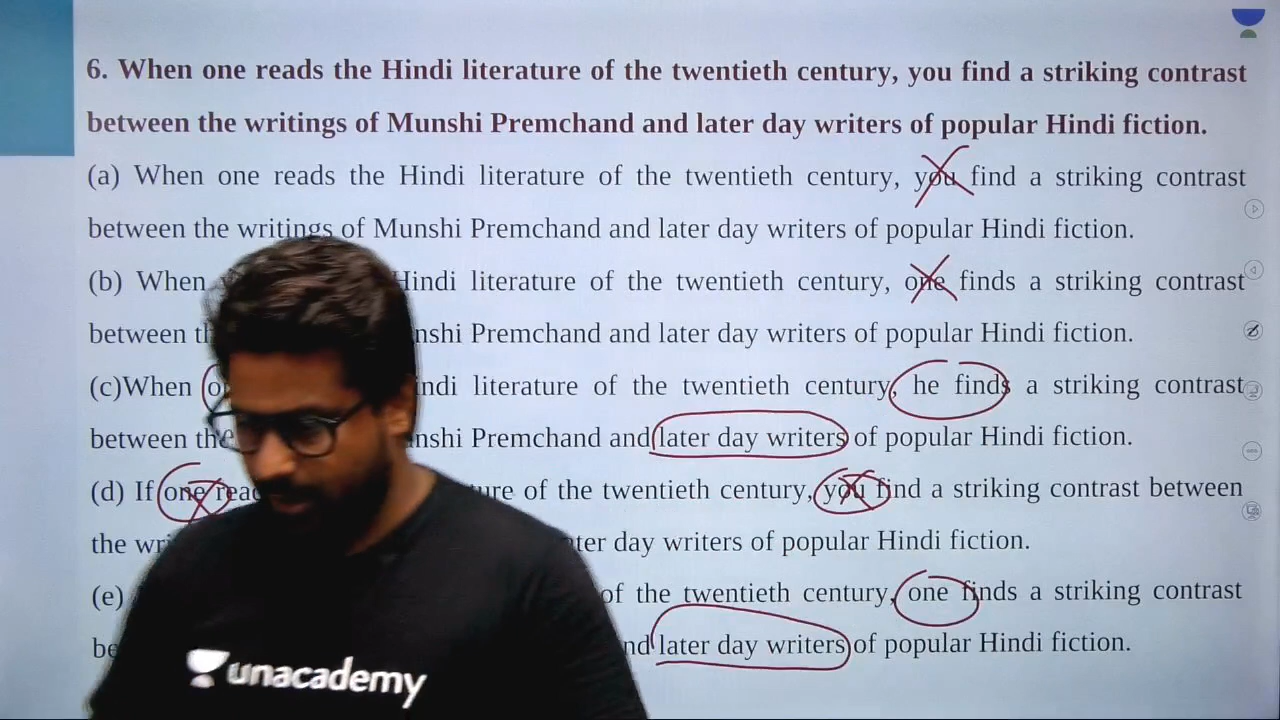 6. When one reads the Hindi literature of the twentieth century, you find a striking contrast
between the writings of Munshi Premchand and later day writers of popular Hindi fiction.
(a) When one reads the Hindi literature of the twentieth century, you find a striking contrast
between the writings of Munshi Premchand and later day writers of popular Hindi fiction.
(b) When Hindi literature of the twentieth century, one finds a striking contrast
between Premchand and later day writers of popular Hindi fiction.
(c)When literature of the twentieth century, he finds a striking contrast
between the Premchand and later day writers of popular Hindi fiction.
(d) If one of the twentieth century, you find a striking contrast between
the day writers of popular Hindi fiction.
(e) of the twentieth century, one finds a striking contrast
later day writers of popular Hindi fiction.
unacademy